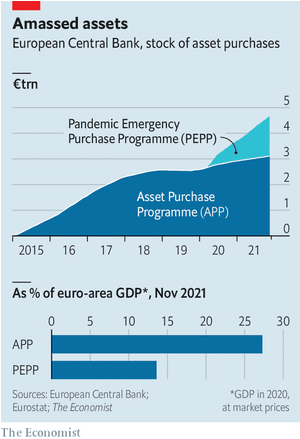 Amassed assets
European Central Bank, stock of asset purchases
€trn
5
Pandemic Emergency
Purchase Programme (PEPP)
4
3
2
Asset Purchase
Programme (APP)
1
0
2015 16 17 18 19 20 21
As % of euro-area GDP*, Nov 2021
0 5 10 15 20 25 30
APP
PEPP
Sources: European Central Bank;
Eurostat; The Economist
*GDP in 2020,
at market prices
The Economist